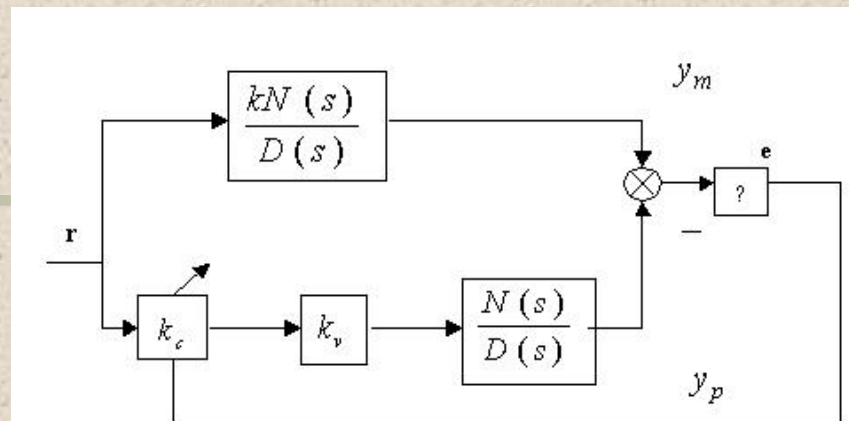 y_m
kN (s)
D (s)
e
?
r
−
k_c
k_v
N (s)
D (s)
y_p